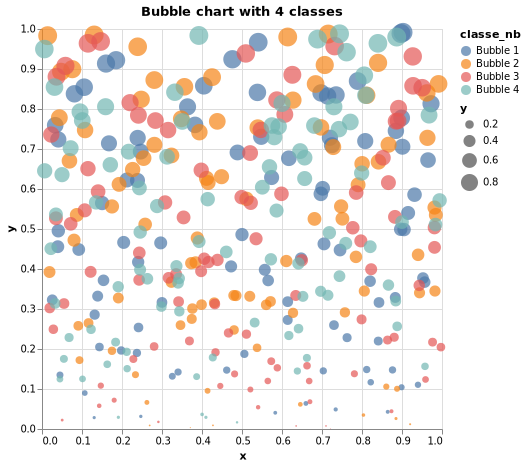 Bubble chart with 4 classes
1.0
0.9
0.8
0.7
0.6
0.5
0.4
0.3
0.2
0.1
0.0
y
0.0 0.1 0.2 0.3 0.4 0.5 0.6 0.7 0.8 0.9 1.0
x
classe_nb
Bubble 1
Bubble 2
Bubble 3
Bubble 4
y
0.2
0.4
0.6
0.8